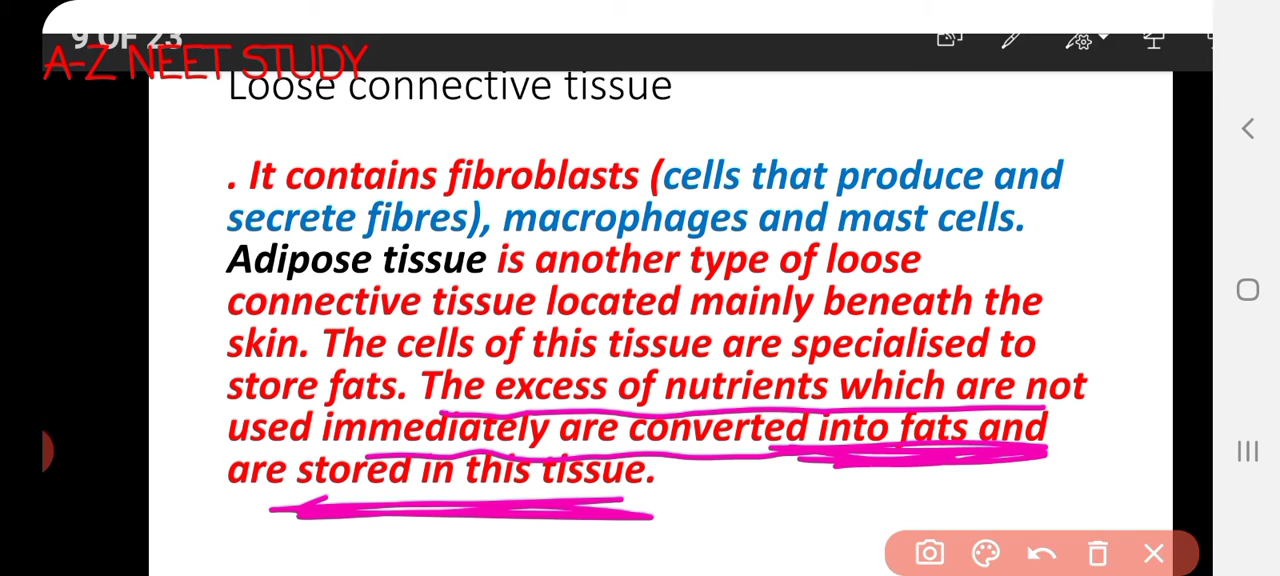 9 OF 23
A-Z NEET STUDY
Loose connective tissue
. It contains fibroblasts (cells that produce and
secrete fibres), macrophages and mast cells.
Adipose tissue is another type of loose
connective tissue located mainly beneath the
skin. The cells of this tissue are specialised to
store fats. The excess of nutrients which are not
used immediately are converted into fats and
are stored in this tissue.